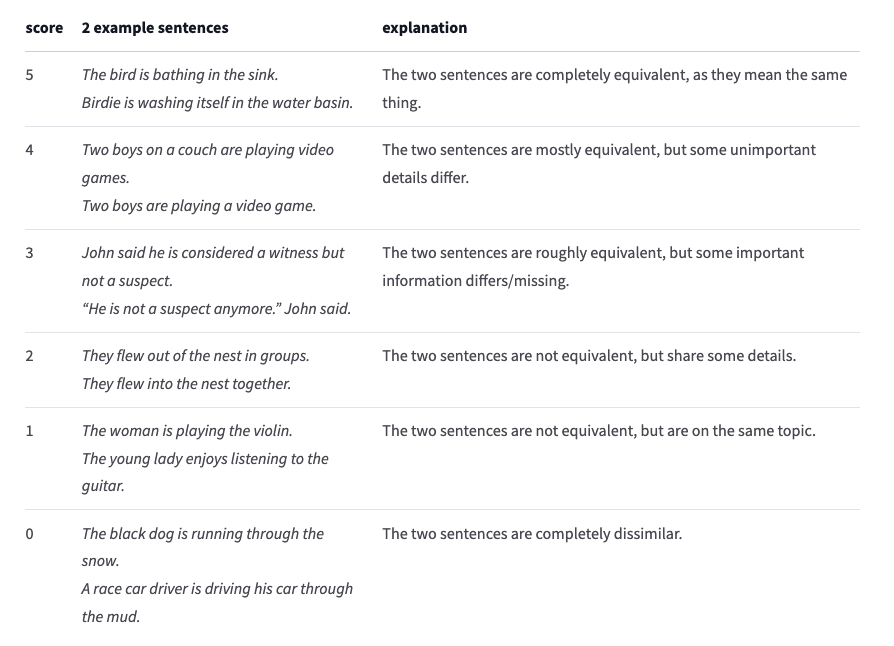 score 2 example sentences explanation
5 The bird is bathing in the sink. The two sentences are completely equivalent, as they mean the same
Birdie is washing itself in the water basin. thing.
4 Two boys on a couch are playing video The two sentences are mostly equivalent, but some unimportant
games. details differ.
Two boys are playing a video game.
3 John said he is considered a witness but The two sentences are roughly equivalent, but some important
not a suspect. information differs/missing.
“He is not a suspect anymore.” John said.
2 They flew out of the nest in groups. The two sentences are not equivalent, but share some details.
They flew into the nest together.
1 The woman is playing the violin. The two sentences are not equivalent, but are on the same topic.
The young lady enjoys listening to the
guitar.
0 The black dog is running through the The two sentences are completely dissimilar.
snow.
A race car driver is driving his car through
the mud.